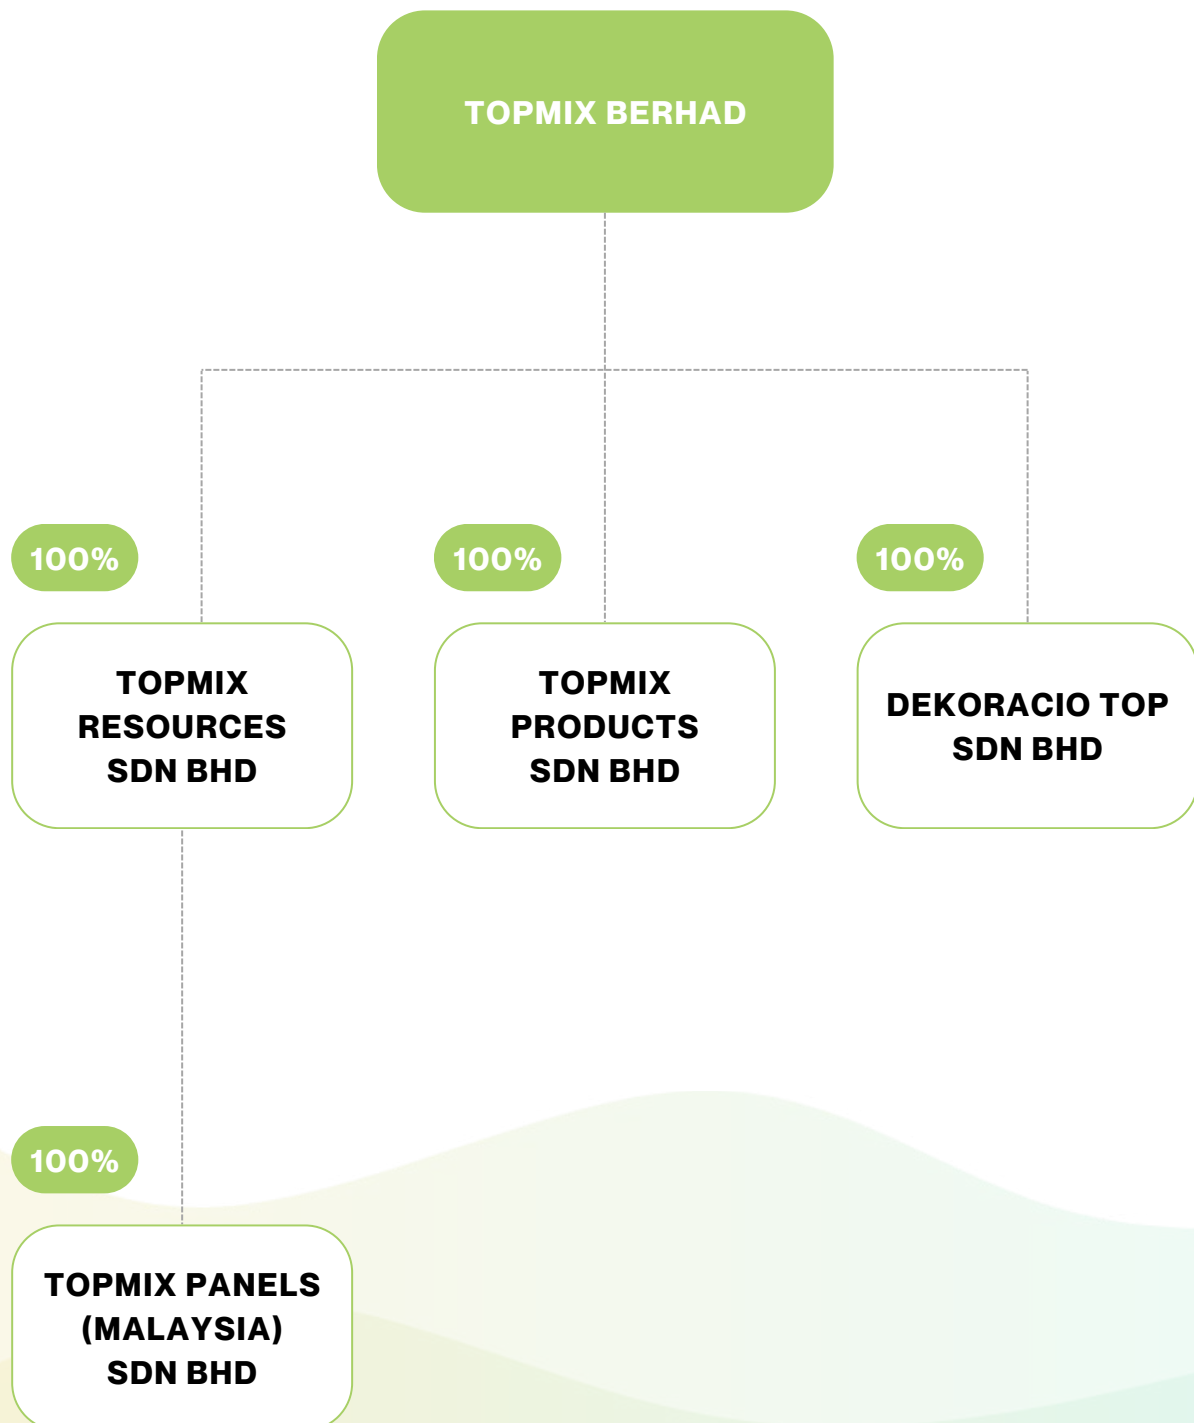 TOPMIX BERHAD
100%
100%
100%
TOPMIX
RESOURCES
SDN BHD
TOPMIX
PRODUCTS
SDN BHD
DEKORACIO TOP
SDN BHD
100%
TOPMIX PANELS
(MALAYSIA)
SDN BHD